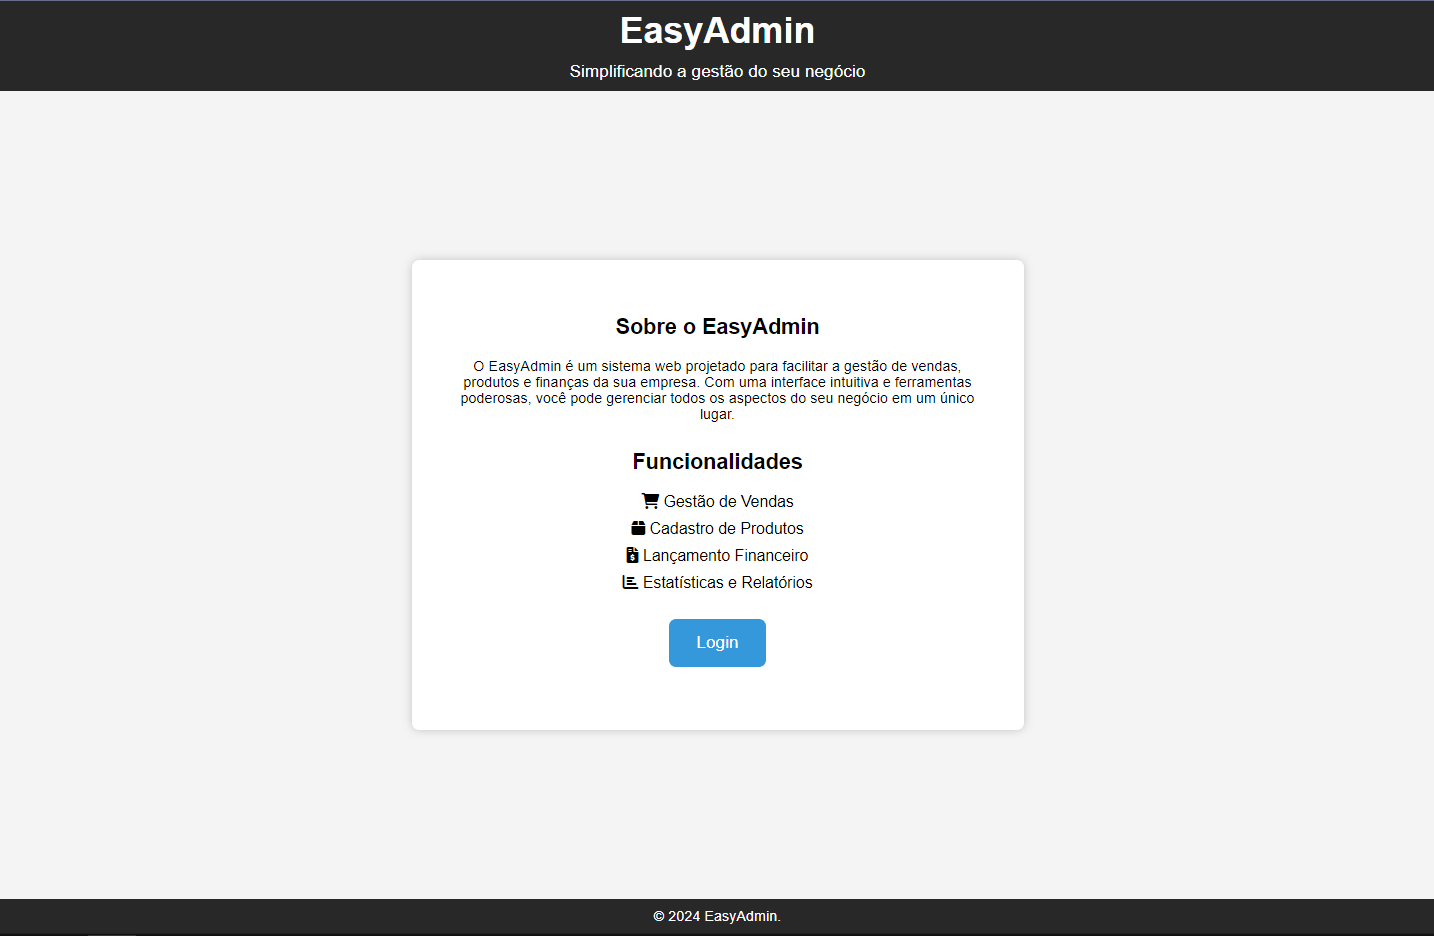 EasyAdmin
Simplificando a gestão do seu negócio
Sobre o EasyAdmin
O EasyAdmin é um sistema web projetado para facilitar a gestão de vendas,
produtos e finanças da sua empresa. Com uma interface intuitiva e ferramentas
poderosas, você pode gerenciar todos os aspectos do seu negócio em um único
lugar.
Funcionalidades
Gestão de Vendas
Cadastro de Produtos
Lançamento Financeiro
Estatísticas e Relatórios
Login
© 2024 EasyAdmin.